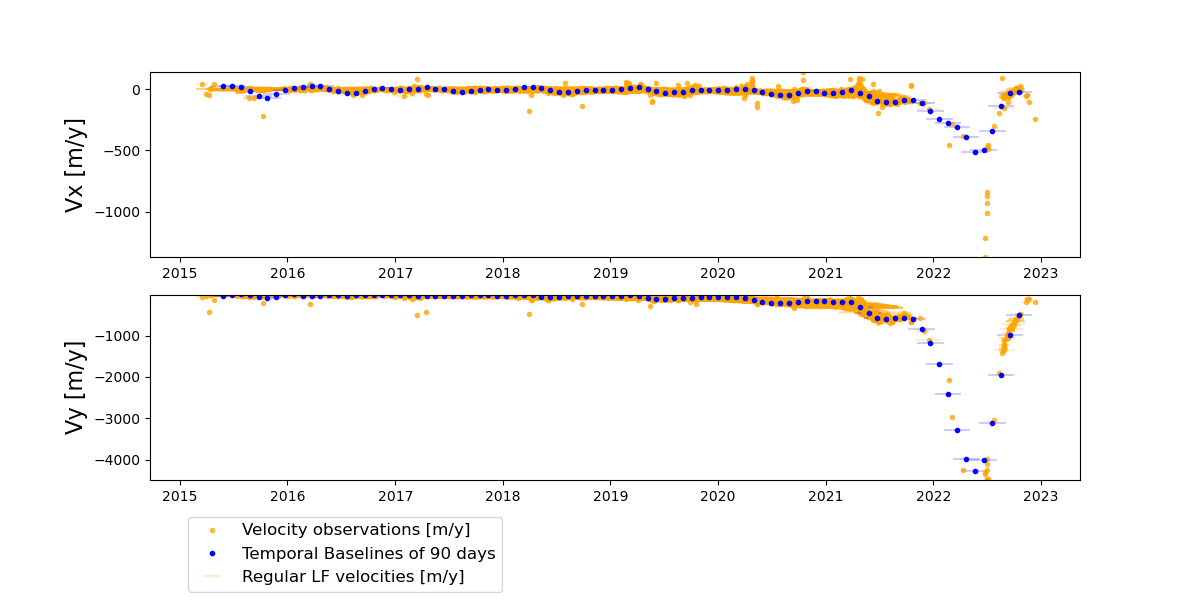 Vx [m/y]
0
−500
−1000
2015 2016 2017 2018 2019 2020 2021 2022 2023
Vy [m/y]
−1000
−2000
−3000
−4000
2015 2016 2017 2018 2019 2020 2021 2022 2023
Velocity observations [m/y]
Temporal Baselines of 90 days
Regular LF velocities [m/y]